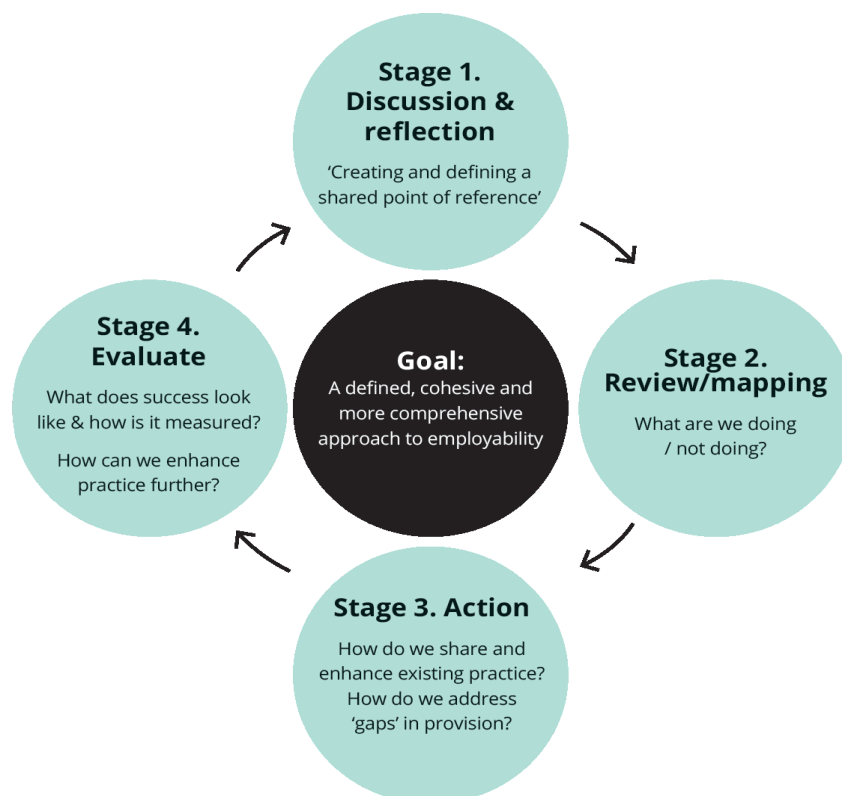 Stage 1.
Discussion &
reflection
‘Creating and defining a
shared point of reference’
Stage 2.
Review/mapping
What are we doing
/ not doing?
Stage 3. Action
How do we share and
enhance existing practice?
How do we address
‘gaps’ in provision?
Stage 4.
Evaluate
What does success look
like & how is it measured?
How can we enhance
practice further?
Goal:
A defined, cohesive and
more comprehensive
approach to employability